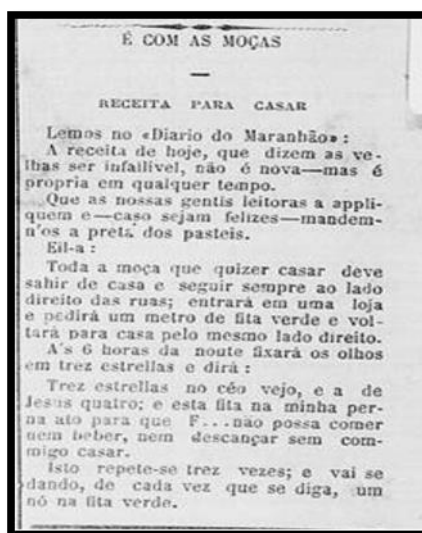 É COM AS MOÇAS
RECEITA PARA CASAR
Lemos no «Diario do Maranhão»:
A receita de hoje, que dizem as ve-
lhas ser infallivel, não é nova—mas é
propria em qualquer tempo.
Que as nossas gentis leitoras a appli-
quem e—caso sejam felizes—mandem-
n'os a preta dos pasteis.
Eil-a:
Toda a moça que quizer casar deve
sahir de casa e seguir sempre ao lado
direito das ruas; entrará em uma loja
e pedirá um metro de fita verde e vol-
tará para casa pelo mesmo lado direito.
A's 6 horas da noute fixará os olhos
em trez estrellas e dirá:
Trez estrellas no céo vejo, e a de
Jesus quatro; e esta fita na minha per-
na ato para que F...não possa comer
nem beber, nem descançar sem com-
migo casar.
Isto repete-se trez vezes; e vai se
dando, de cada vez que se diga, um
nó na fita verde.